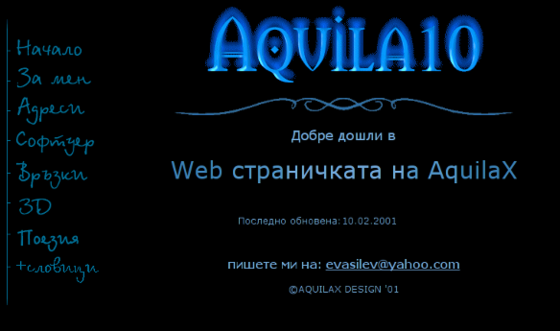 AQVILA10
Начало
За мен
Адреси
Софтуер
Връзки
3D
Поезия
+словици
Добре дошли в
Web страничката на AquilaX
Последно обновена: 10.02.2001
пишете ми на: evasilev@yahoo.com
©AQUILAX DESIGN '01